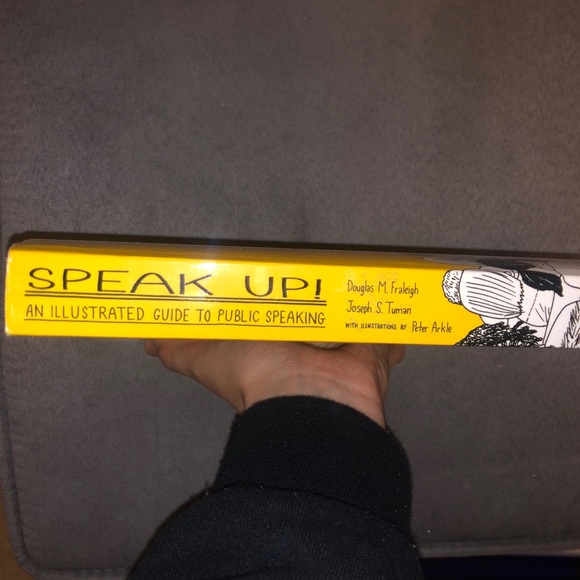 SPEAK UP!
AN ILLUSTRATED GUIDE TO PUBLIC SPEAKING
Douglas M. Fraleigh
Joseph S. Tuman
WITH ILLUSTRATIONS BY Peter Arkle